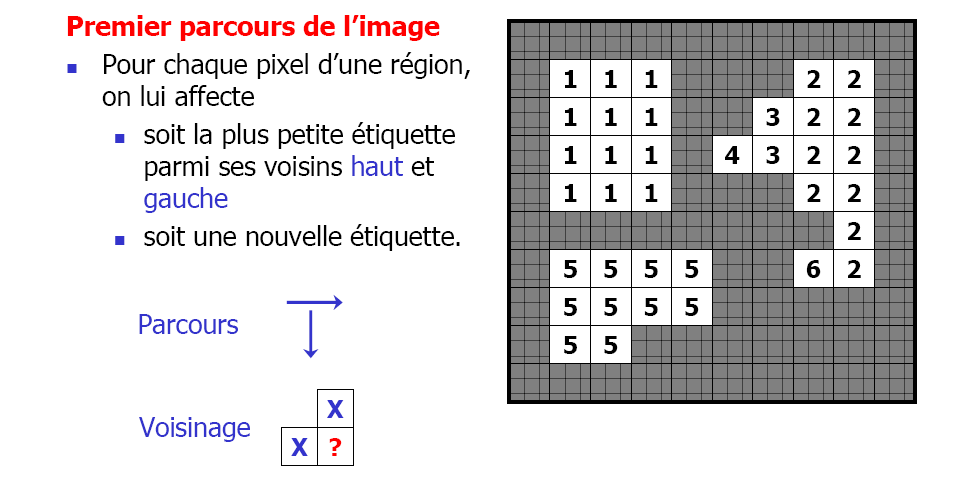 Premier parcours de l’image
▪ Pour chaque pixel d’une région,
on lui affecte
▪ soit la plus petite étiquette
parmi ses voisins haut et
gauche
▪ soit une nouvelle étiquette.
Parcours
Voisinage
X
X ?
1 1 1 2 2
1 1 1 3 2 2
1 1 1 4 3 2 2
1 1 1 2 2
2
5 5 5 5 6 2
5 5 5 5
5 5